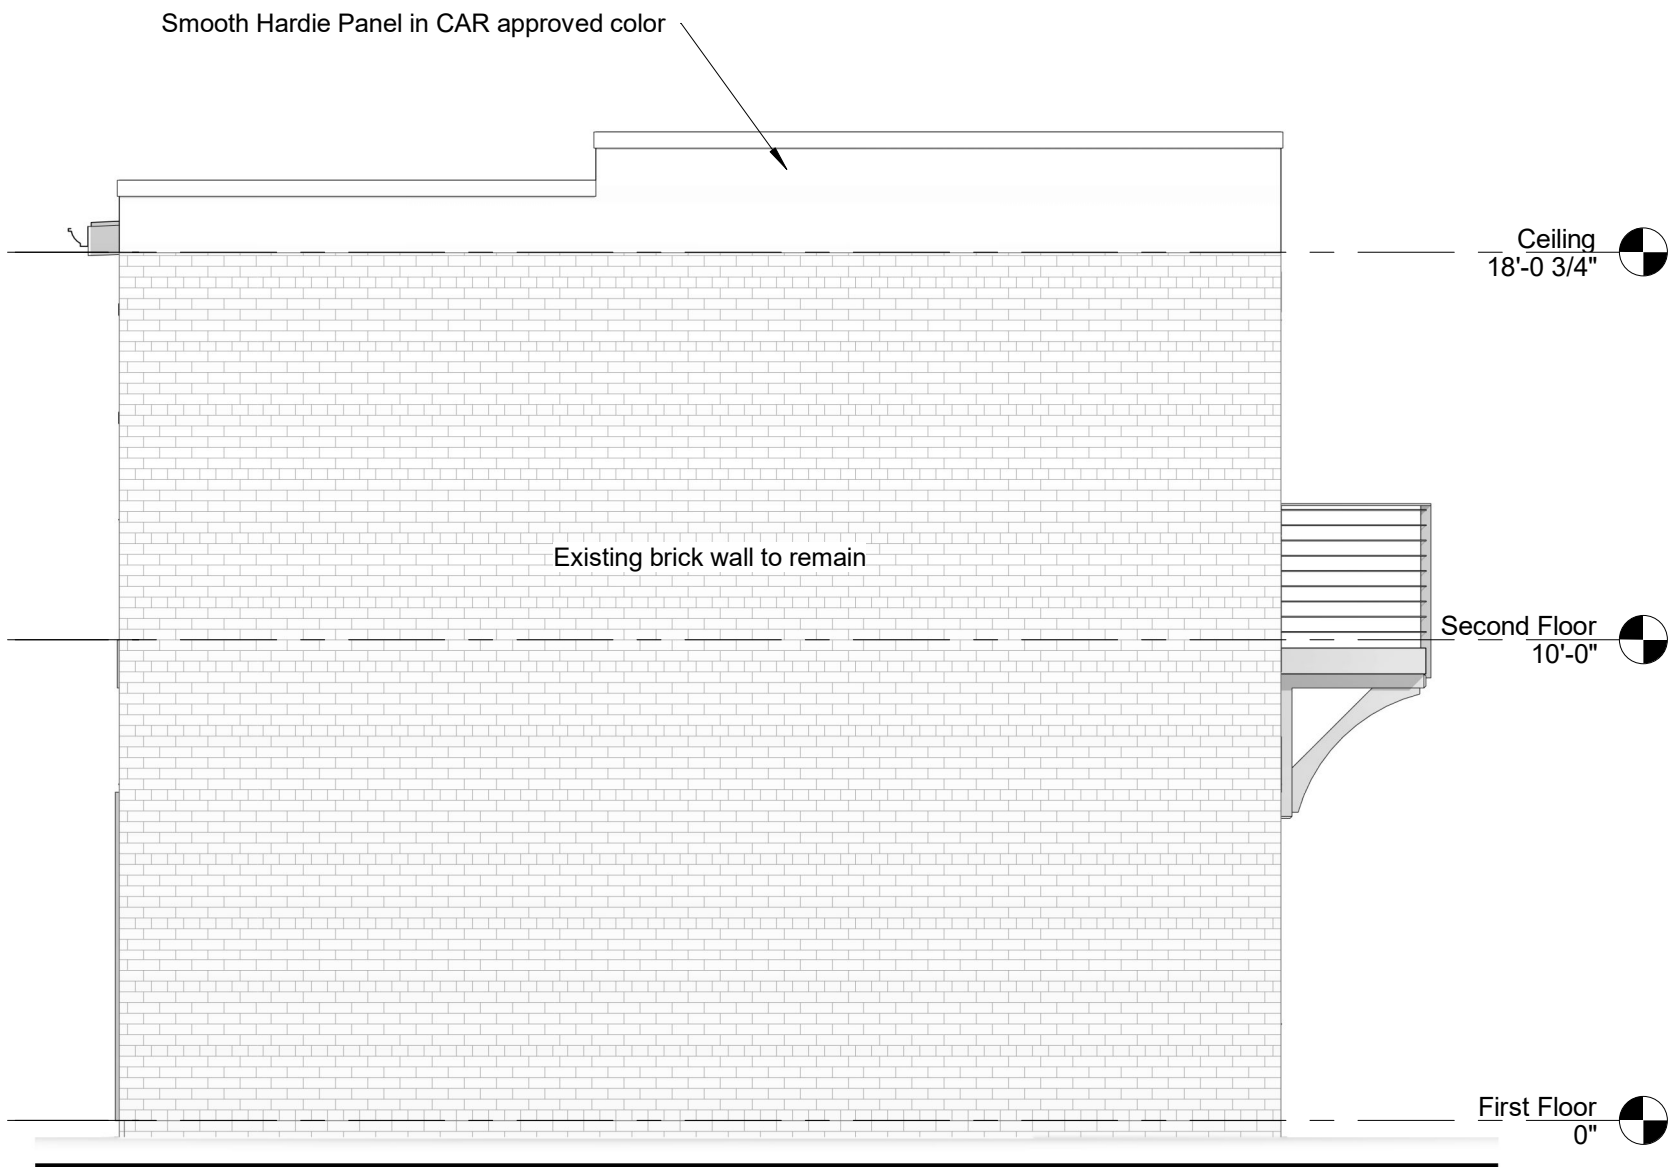 Smooth Hardie Panel in CAR approved color
Ceiling
18'-0 3/4"
Existing brick wall to remain
Second Floor
10'-0"
First Floor
0"